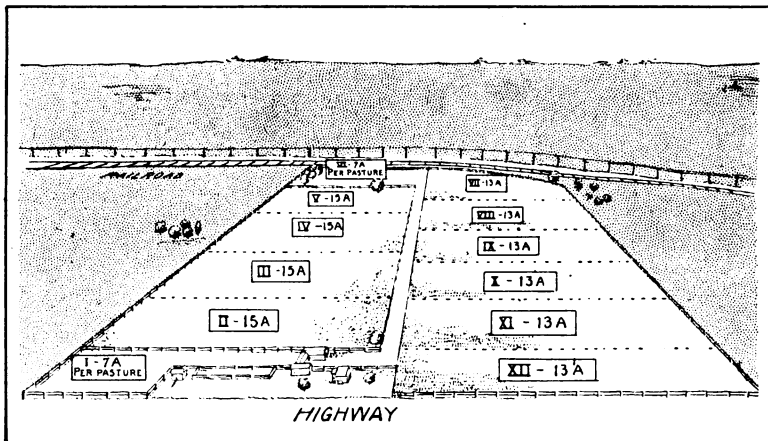 VI-7A
PER PASTURE
RAILROAD
VII-13A
V-15A
VIII-13A
IV-15A
IX-13A
III-15A
X-13A
II-15A
XI-13A
I-7A
PER PASTURE
XII-13A
HIGHWAY